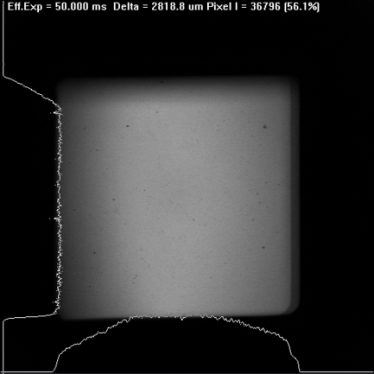 Eff.Exp = 50.000 ms Delta = 2818.8 um Pixel I = 36796 (56.1%)